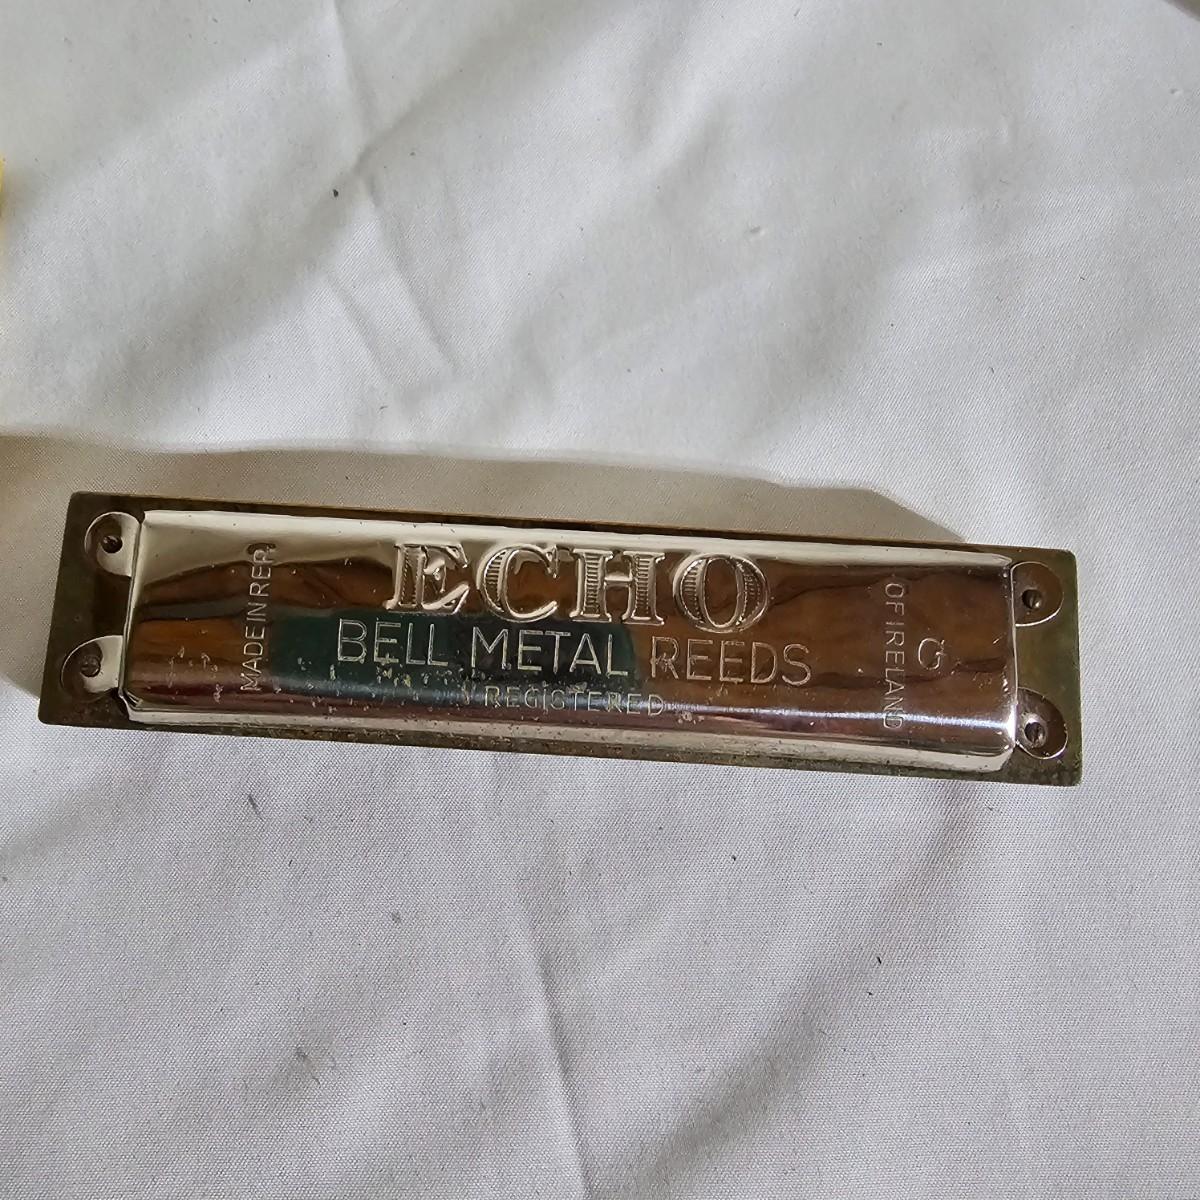 ECHO
BELL METAL REEDS
REGISTERED
MADE IN REP.
OF IRELAND
G